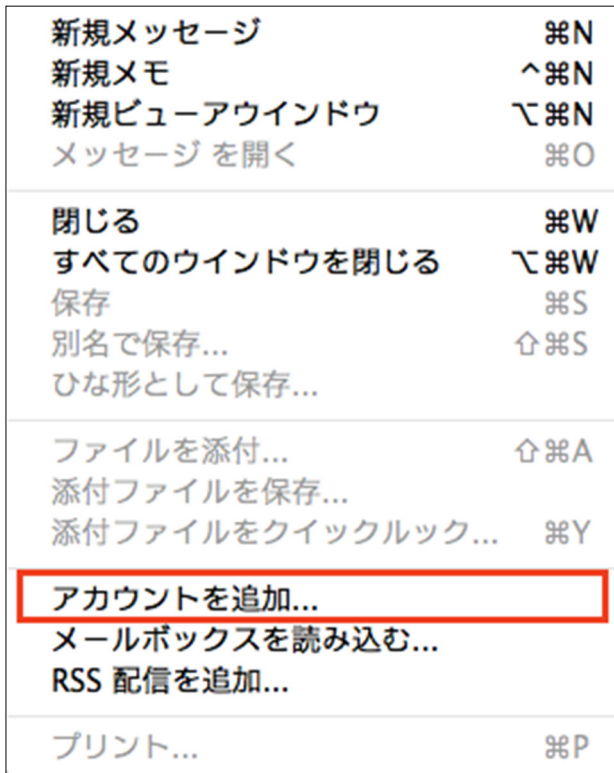 新規メッセージ ⌘N
新規メモ ^⌘N
新規ビューアウインドウ ⌥⌘N
メッセージ を開く ⌘O
閉じる ⌘W
すべてのウインドウを閉じる ⌥⌘W
保存 ⌘S
別名で保存... ⇧⌘S
ひな形として保存...
ファイルを添付... ⇧⌘A
添付ファイルを保存...
添付ファイルをクイックルック... ⌘Y
アカウントを追加...
メールボックスを読み込む...
RSS 配信を追加...
プリント... ⌘P